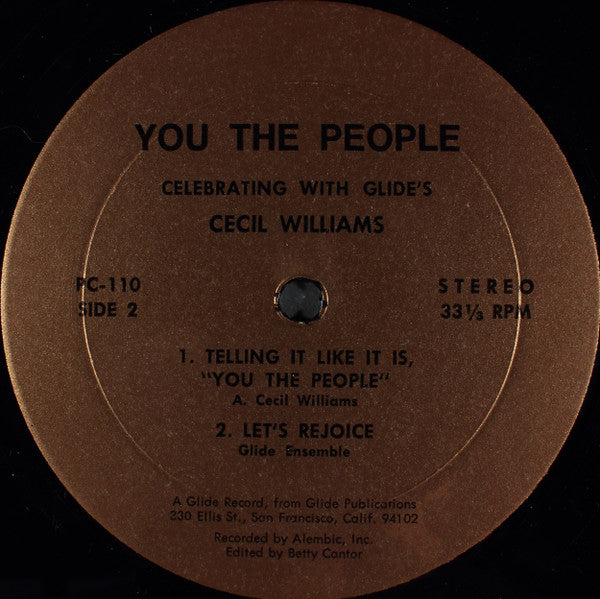 YOU THE PEOPLE
CELEBRATING WITH GLIDE'S
CECIL WILLIAMS
PC-110
SIDE 2
STEREO
33⅓ RPM
1. TELLING IT LIKE IT IS,
"YOU THE PEOPLE"
A. Cecil Williams
2. LET'S REJOICE
Glide Ensemble
A Glide Record, from Glide Publications
330 Ellis St., San Francisco, Calif. 94102
Recorded by Alembic, Inc.
Edited by Betty Cantor